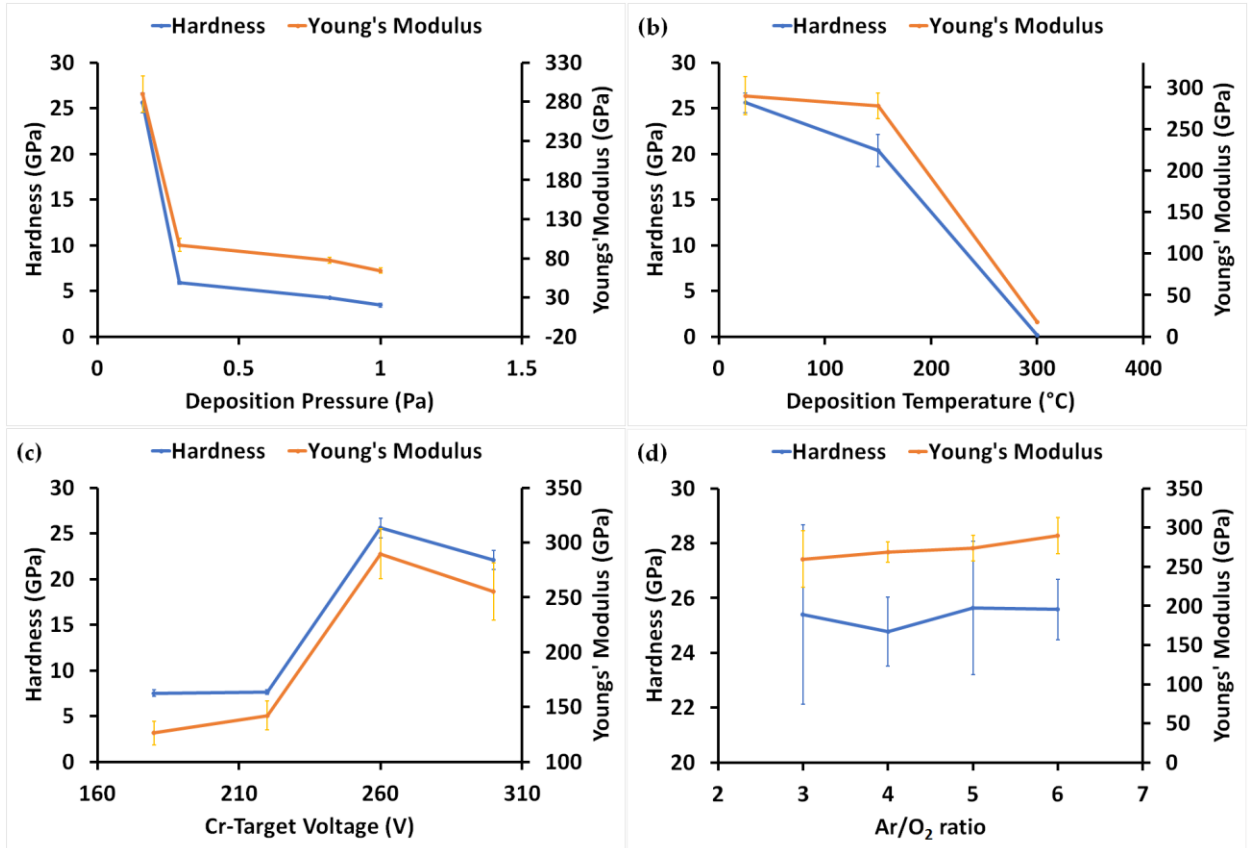 Hardness Young's Modulus
Hardness (GPa)
30
25
20
15
10
5
0
0 0.5 1 1.5
Deposition Pressure (Pa)
330
280
230
180
130
80
30
-20
Youngs'Modulus (GPa)
(b)
Hardness Young's Modulus
Hardness (GPa)
30
25
20
15
10
5
0
0 100 200 300 400
Deposition Temperature (°C)
300
250
200
150
100
50
0
Youngs' Modulus (GPa)
(c)
Hardness Young's Modulus
Hardness (GPa)
30
25
20
15
10
5
0
160 210 260 310
Cr-Target Voltage (V)
350
300
250
200
150
100
Youngs' Modulus (GPa)
(d)
Hardness Young's Modulus
Hardness (GPa)
30
28
26
24
22
20
2 3 4 5 6 7
Ar/O₂ ratio
350
300
250
200
150
100
50
0
Youngs' Modulus (GPa)